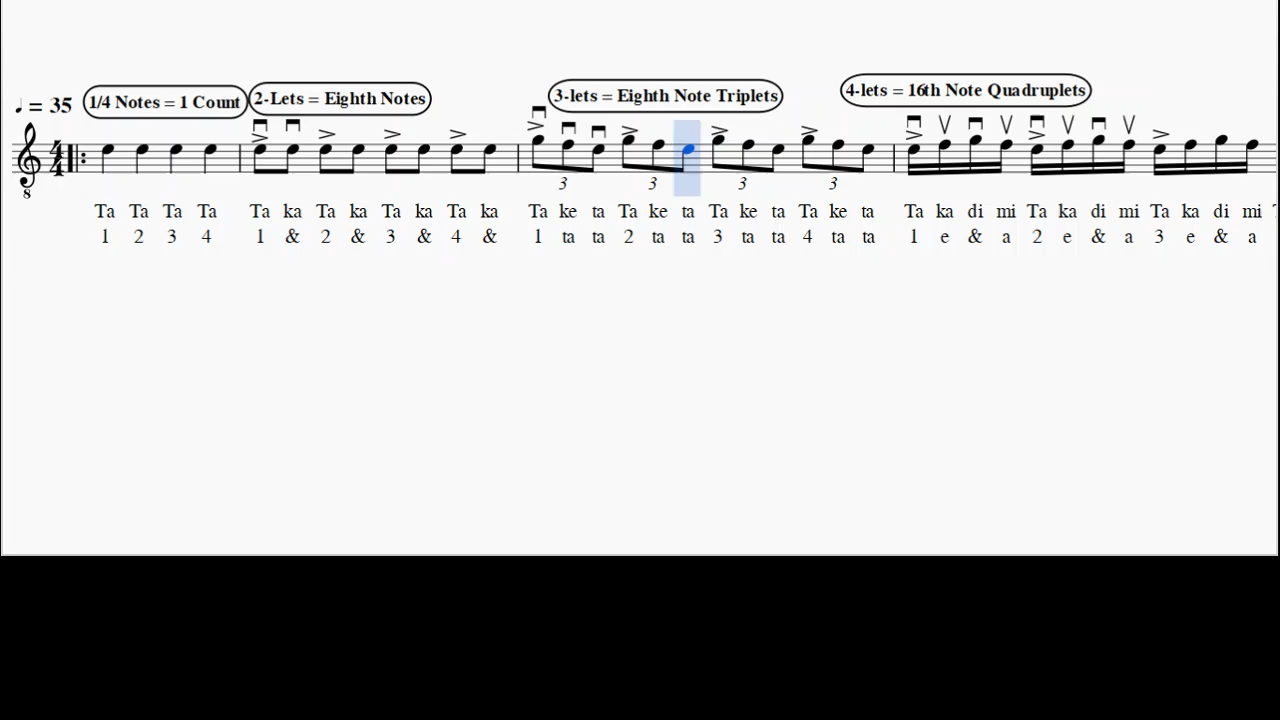 ♩ = 35
1/4 Notes = 1 Count
2-Lets = Eighth Notes
3-lets = Eighth Note Triplets
4-lets = 16th Note Quadruplets
4
4
8
3 3 3 3
Ta Ta Ta Ta Ta ka Ta ka Ta ka Ta ka Ta ke ta Ta ke ta Ta ke ta Ta ke ta Ta ka di mi Ta ka di mi Ta ka di mi
1 2 3 4 1 & 2 & 3 & 4 & 1 ta ta 2 ta ta 3 ta ta 4 ta ta 1 e & a 2 e & a 3 e & a